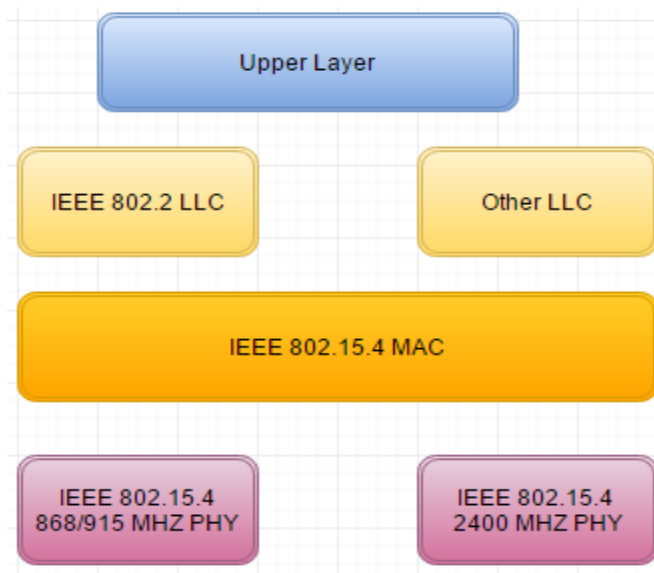 Upper Layer
IEEE 802.2 LLC
Other LLC
IEEE 802.15.4 MAC
IEEE 802.15.4
868/915 MHZ PHY
IEEE 802.15.4
2400 MHZ PHY